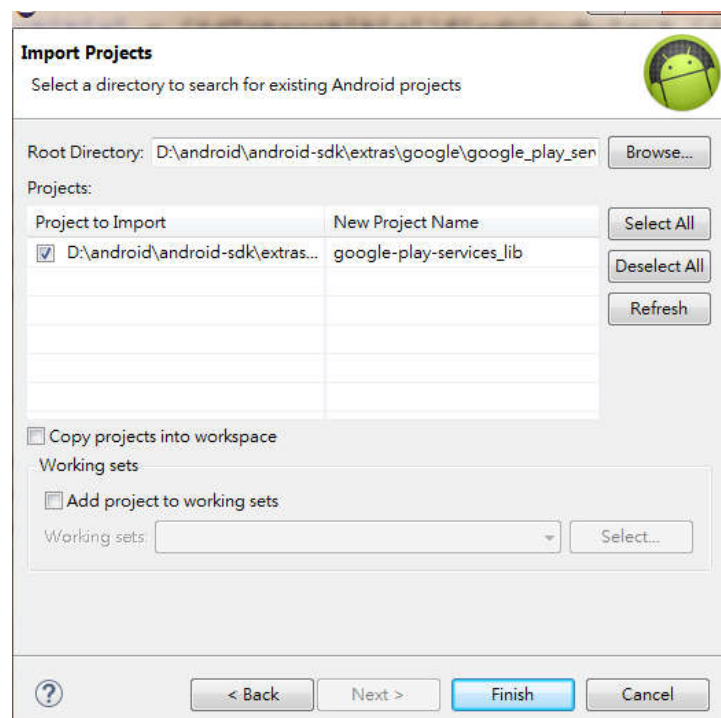 Import Projects
Select a directory to search for existing Android projects
Root Directory: D:\android\android-sdk\extras\google\google_play_ser Browse...
Projects:
Project to Import New Project Name Select All
D:\android\android-sdk\extras... google-play-services_lib
Deselect All
Refresh
Copy projects into workspace
Working sets
Add project to working sets
Working sets: Select...
? < Back Next > Finish Cancel